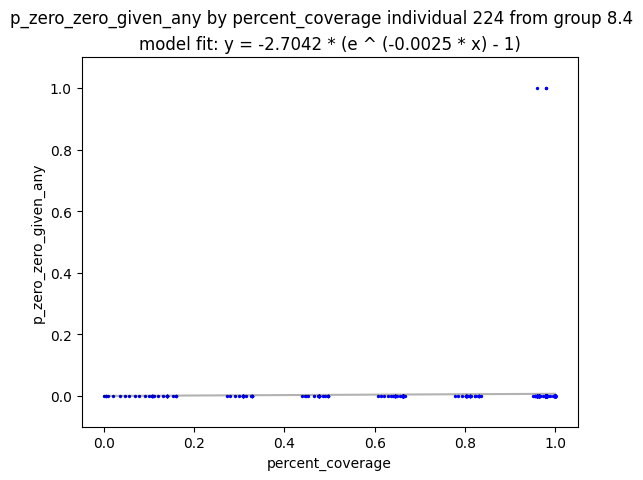 p_zero_zero_given_any by percent_coverage individual 224 from group 8.4
model fit: y = -2.7042 * (e ^ (-0.0025 * x) - 1)
p_zero_zero_given_any
1.0
0.8
0.6
0.4
0.2
0.0
0.0 0.2 0.4 0.6 0.8 1.0
percent_coverage